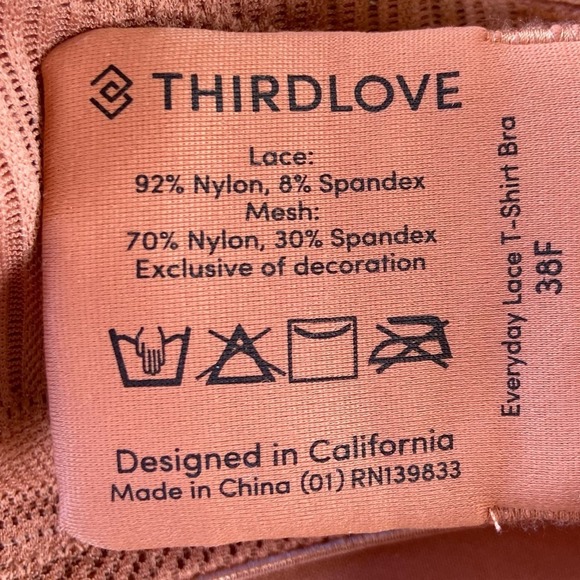 THIRDLOVE
Lace:
92% Nylon, 8% Spandex
Mesh:
70% Nylon, 30% Spandex
Exclusive of decoration
Designed in California
Made in China (01) RN139833
Everyday Lace T-Shirt Bra
38F